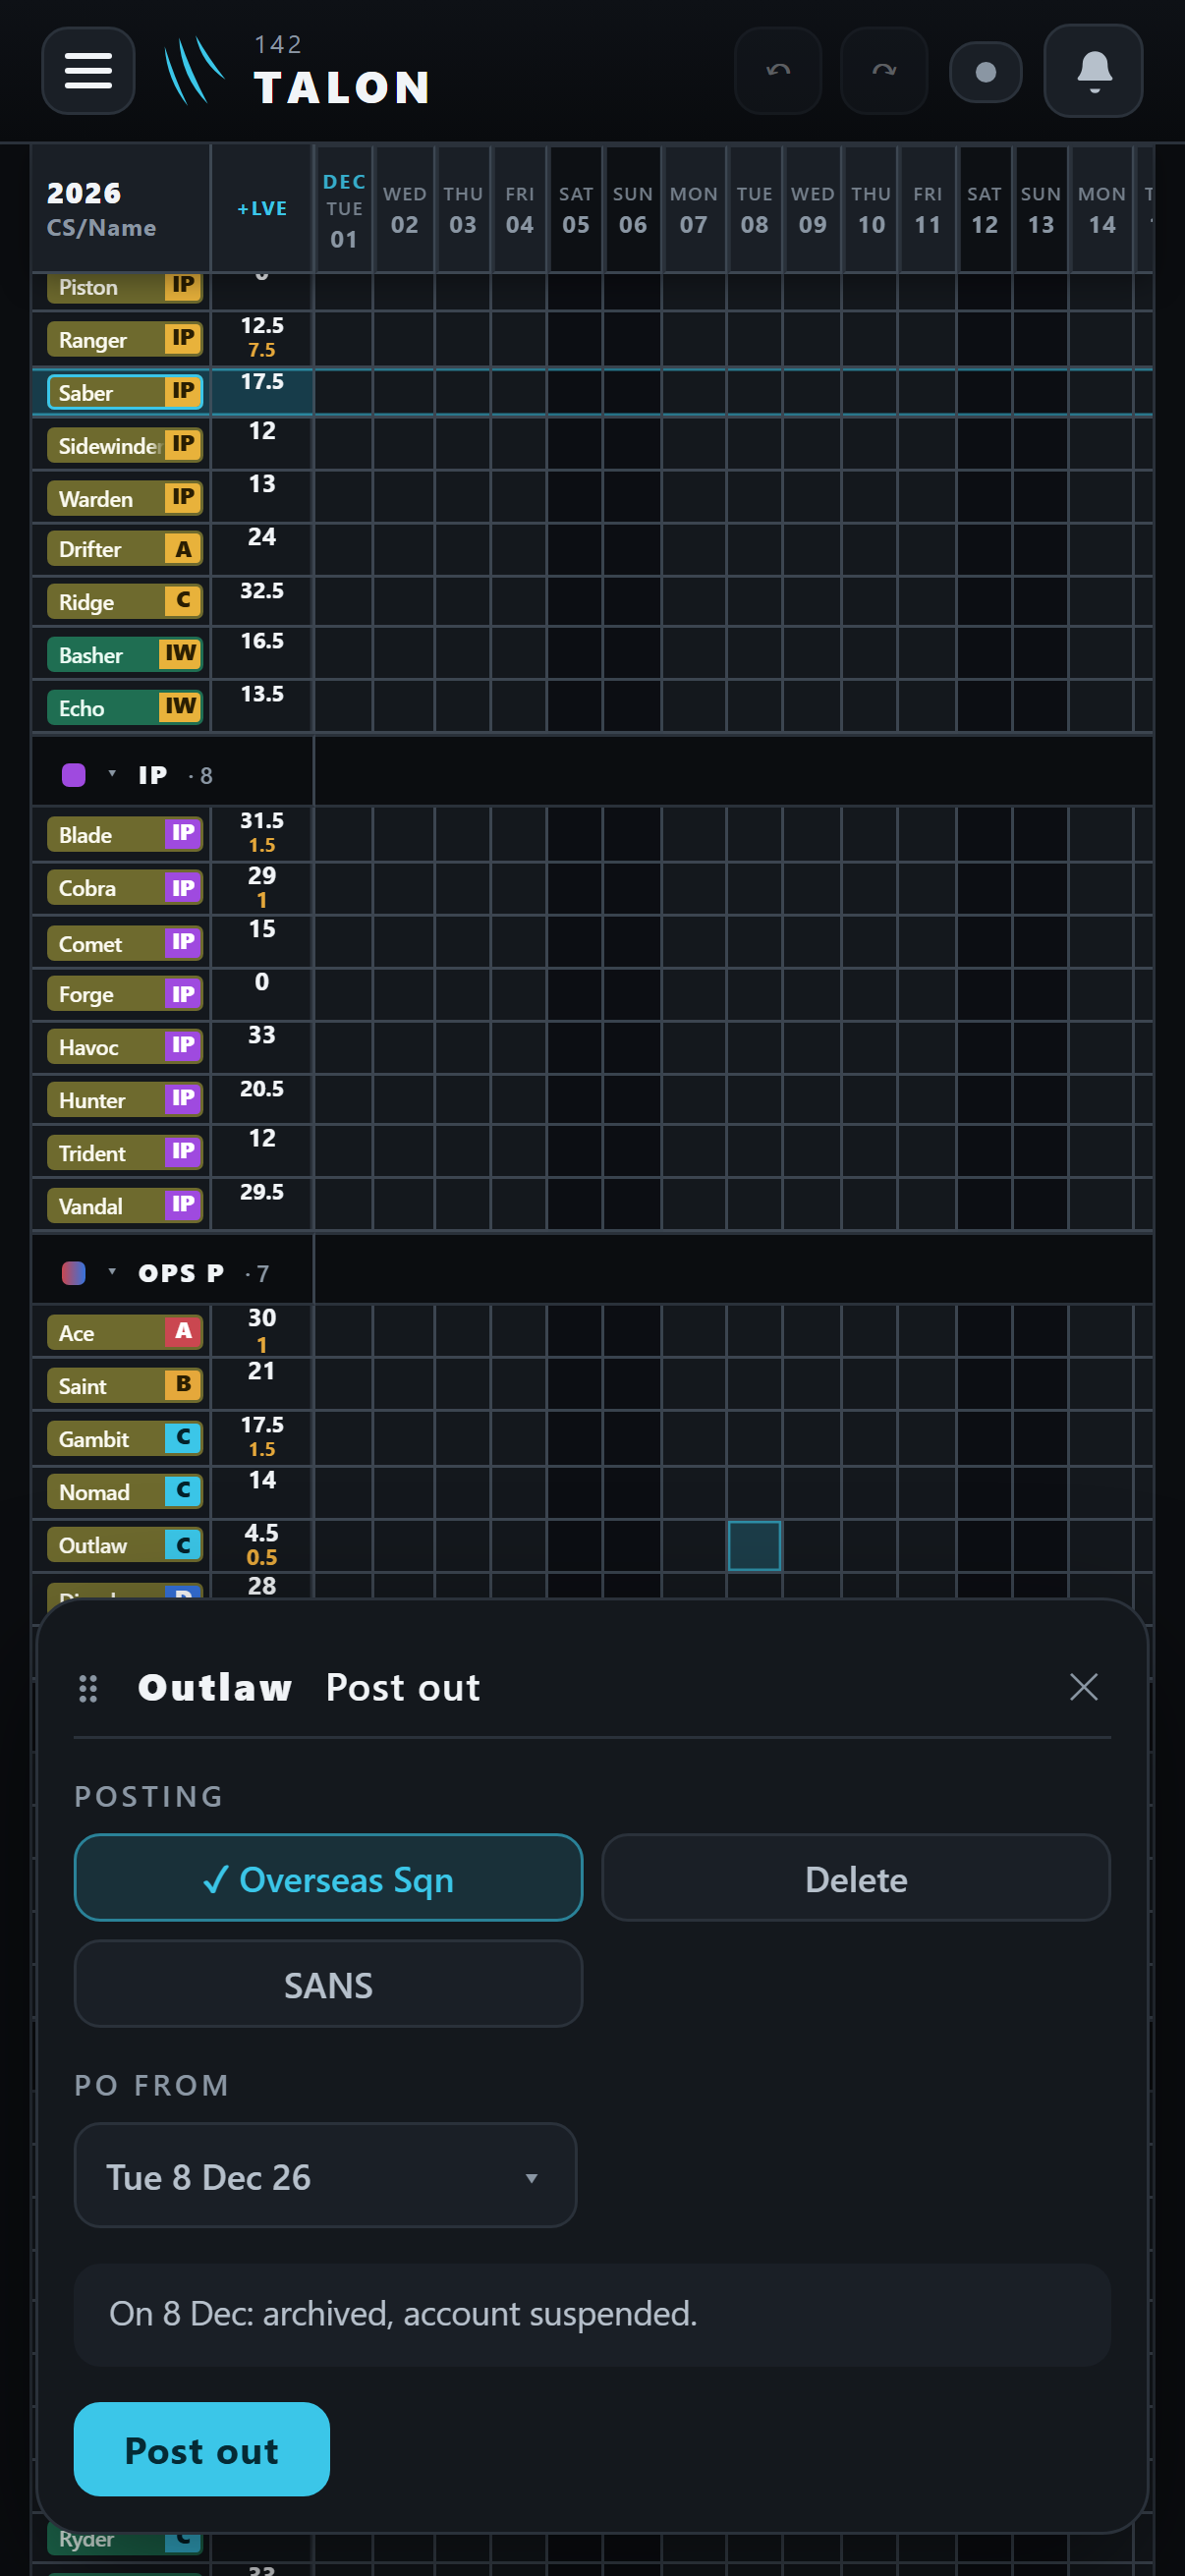 142
TALON
2026
CS/Name
+LVE
DEC
TUE
01
WED
02
THU
03
FRI
04
SAT
05
SUN
06
MON
07
TUE
08
WED
09
THU
10
FRI
11
SAT
12
SUN
13
MON
14
Piston IP
Ranger IP 12.5
7.5
Saber IP 17.5
Sidewinder IP 12
Warden IP 13
Drifter A 24
Ridge C 32.5
Basher IW 16.5
Echo IW 13.5
IP · 8
Blade IP 31.5
1.5
Cobra IP 29
1
Comet IP 15
Forge IP 0
Havoc IP 33
Hunter IP 20.5
Trident IP 12
Vandal IP 29.5
OPS P · 7
Ace A 30
1
Saint B 21
Gambit C 17.5
1.5
Nomad C 14
Outlaw C 4.5
0.5
28
Outlaw Post out
POSTING
✓ Overseas Sqn
Delete
SANS
PO FROM
Tue 8 Dec 26
On 8 Dec: archived, account suspended.
Post out
Ryder C